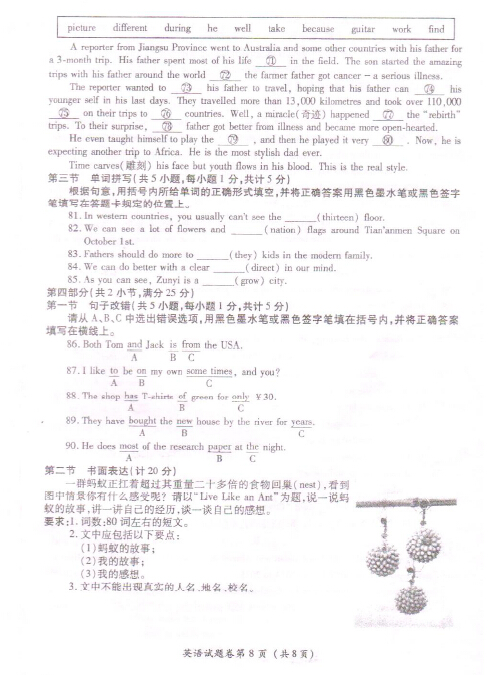 picture different during he well take because guitar work find
A reporter from Jiangsu Province went to Australia and some other countries with his father for
a 3-month trip. His father spent most of his life 71 in the field. The son started the amazing
trips with his father around the world 72 the farmer father got cancer - a serious illness.
The reporter wanted to 73 his father to travel, hoping that his father can 74 his
younger self in his last days. They travelled more than 13,000 kilometres and took over 110,000
75 on their trips to 76 countries. Well, a miracle(奇迹) happened 77 the "rebirth"
trips. To their surprise, 78 father got better from illness and became more open-hearted.
He even taught himself to play the 79 , and then he played it very 80 . Now, he is
expecting another trip to Africa. He is the most stylish dad ever.
Time carves(雕刻) his face but youth flows in his blood. This is the real style.
第三节 单词拼写(共5小题,每小题1分,共计5分)
根据句意,用括号内所给单词的正确形式填空,并将正确答案用黑色墨水笔或黑色签字
笔填写在答题卡规定的位置上。
81. In western countries, you usually can't see the ______(thirteen) floor.
82. We can see a lot of flowers and ______(nation) flags around Tian'anmen Square on
October 1st.
83. Fathers should do more to ______(they) kids in the modern family.
84. We can do better with a clear ______(direct) in our mind.
85. As you can see, Zunyi is a ______(grow) city.
第四部分(共2小节,满分25分)
第一节 句子改错(共5小题,每小题1分,共计5分)
请从A、B、C中选出错误选项,用黑色墨水笔或黑色签字笔填在括号内,并将正确答案
填写在横线上。
86. Both Tom and Jack is from the USA.
A B C
87. I like to be on my own some times, and you?
A B C
88. The shop has T-shirts of green for only ¥30.
A B C
89. They have bought the new house by the river for years.
A B C
90. He does most of the research paper at the night.
A B C
第二节 书面表达(计20分)
一群蚂蚁正扛着超过其重量二十多倍的食物回巢(nest),看到
图中情景你有什么感受呢?请以"Live Like an Ant"为题,说一说蚂
蚁的故事,讲一讲自己的经历,谈一谈自己的感想。
要求:1. 词数:80词左右的短文。
2. 文中应包括以下要点:
(1)蚂蚁的故事;
(2)我的故事;
(3)我的感想。
3. 文中不能出现真实的人名、地名、校名。
英语试题卷第8页(共8页)